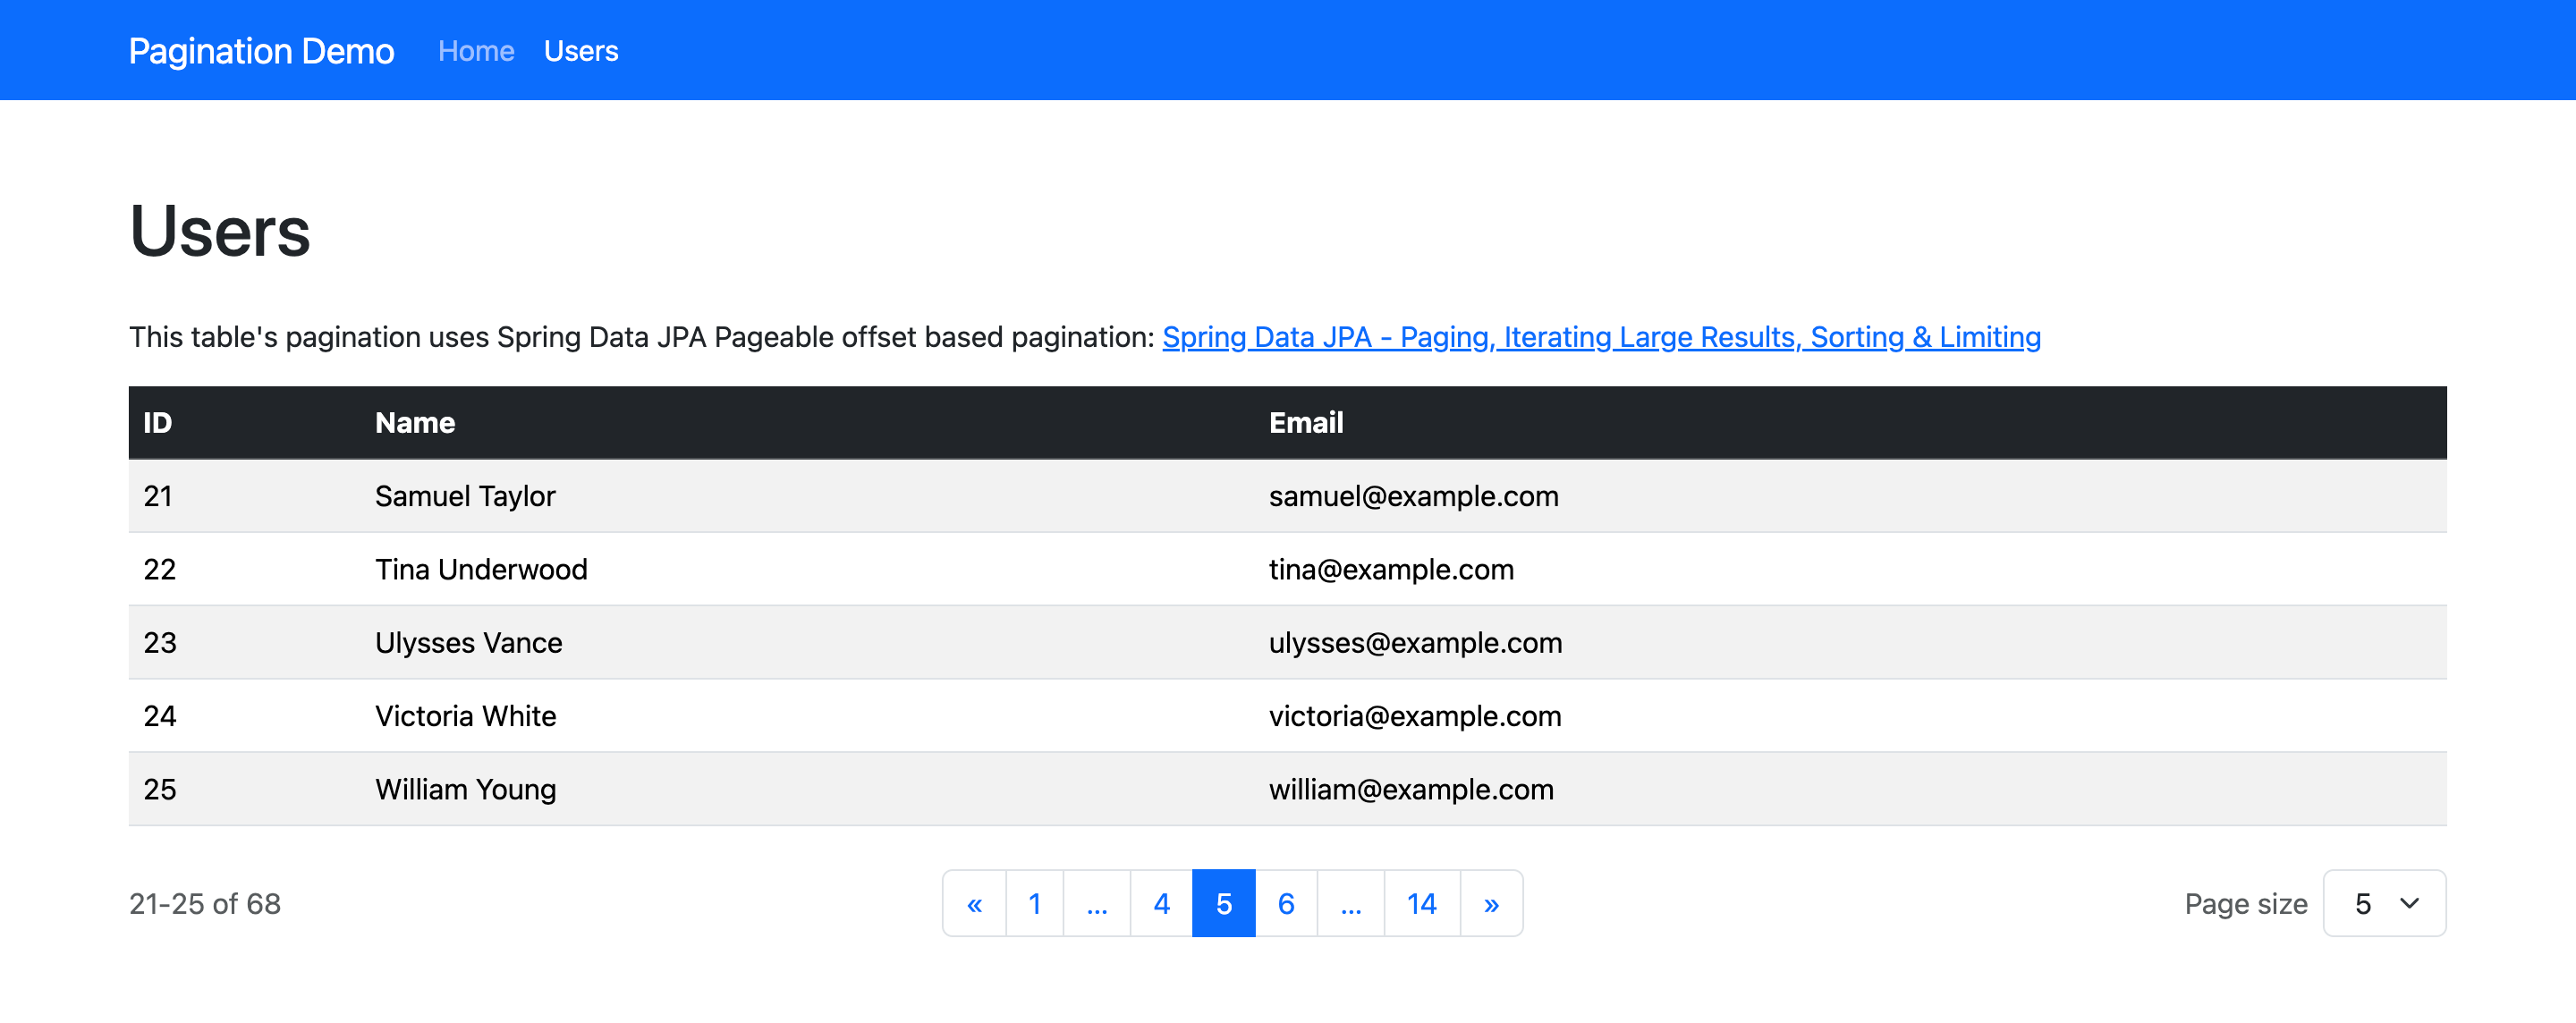 Pagination Demo Home Users
Users
This table's pagination uses Spring Data JPA Pageable offset based pagination: Spring Data JPA - Paging, Iterating Large Results, Sorting & Limiting
ID Name Email
21 Samuel Taylor samuel@example.com
22 Tina Underwood tina@example.com
23 Ulysses Vance ulysses@example.com
24 Victoria White victoria@example.com
25 William Young william@example.com
21-25 of 68 « 1 ... 4 5 6 ... 14 » Page size 5